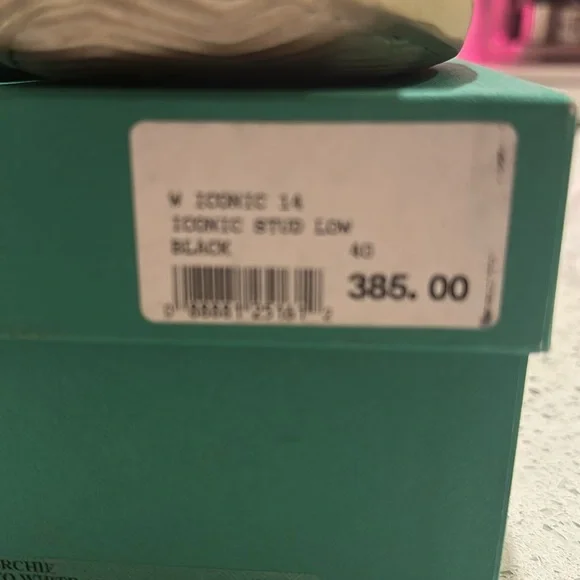 W ICONIC 14
ICONIC STUD LOW
BLACK 40
385.00